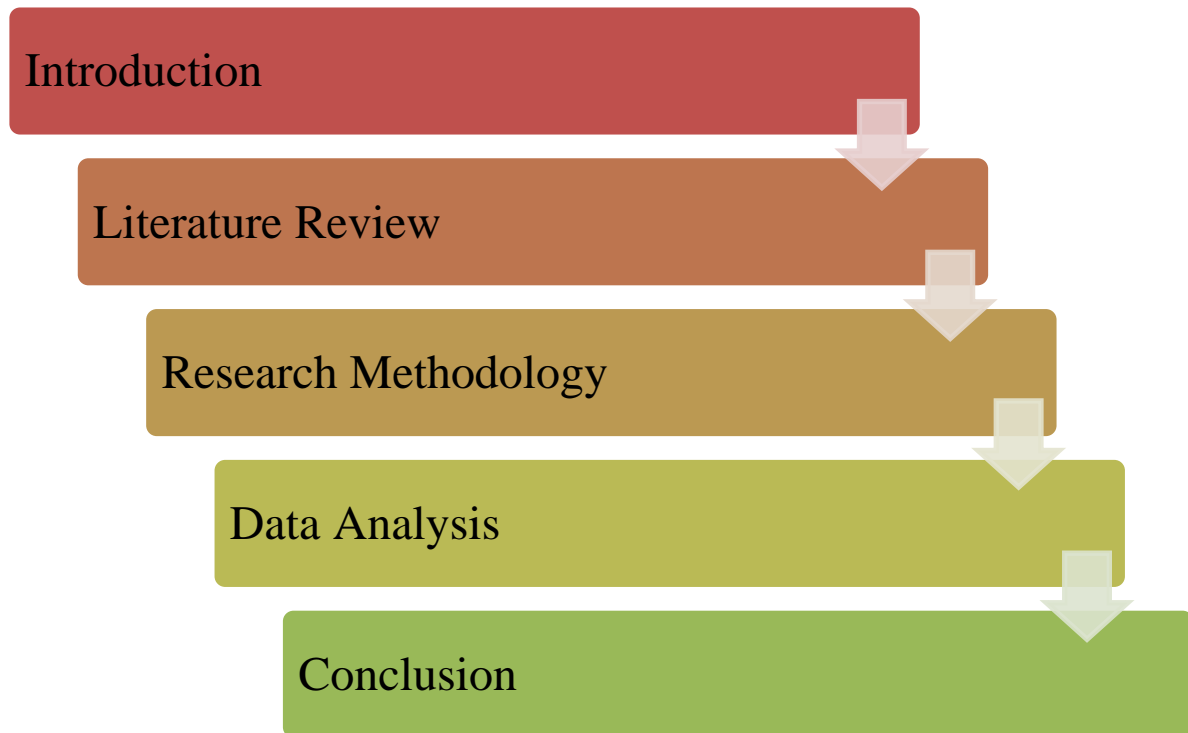 Introduction
Literature Review
Research Methodology
Data Analysis
Conclusion